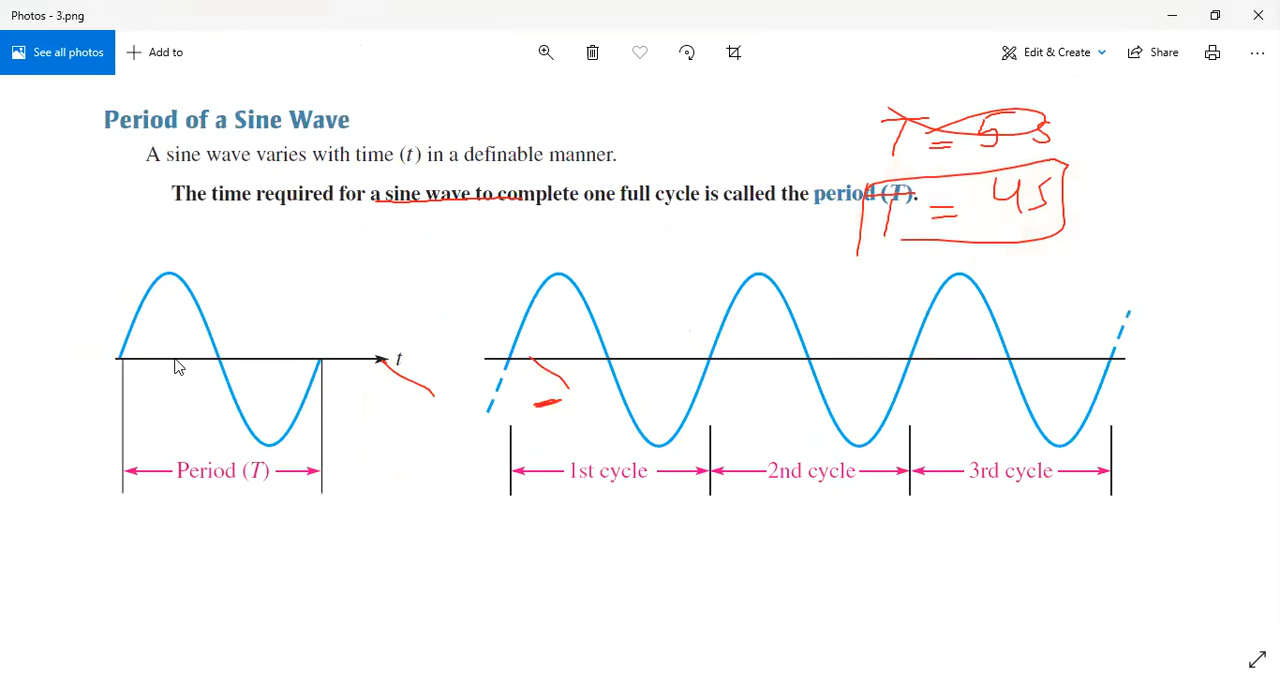 Photos - 3.png
See all photos
Add to
Edit & Create
Share
Period of a Sine Wave
A sine wave varies with time (t) in a definable manner.
The time required for a sine wave to complete one full cycle is called the period (T).
T = 5 s
T = 4 s
t
Period (T)
1st cycle
2nd cycle
3rd cycle